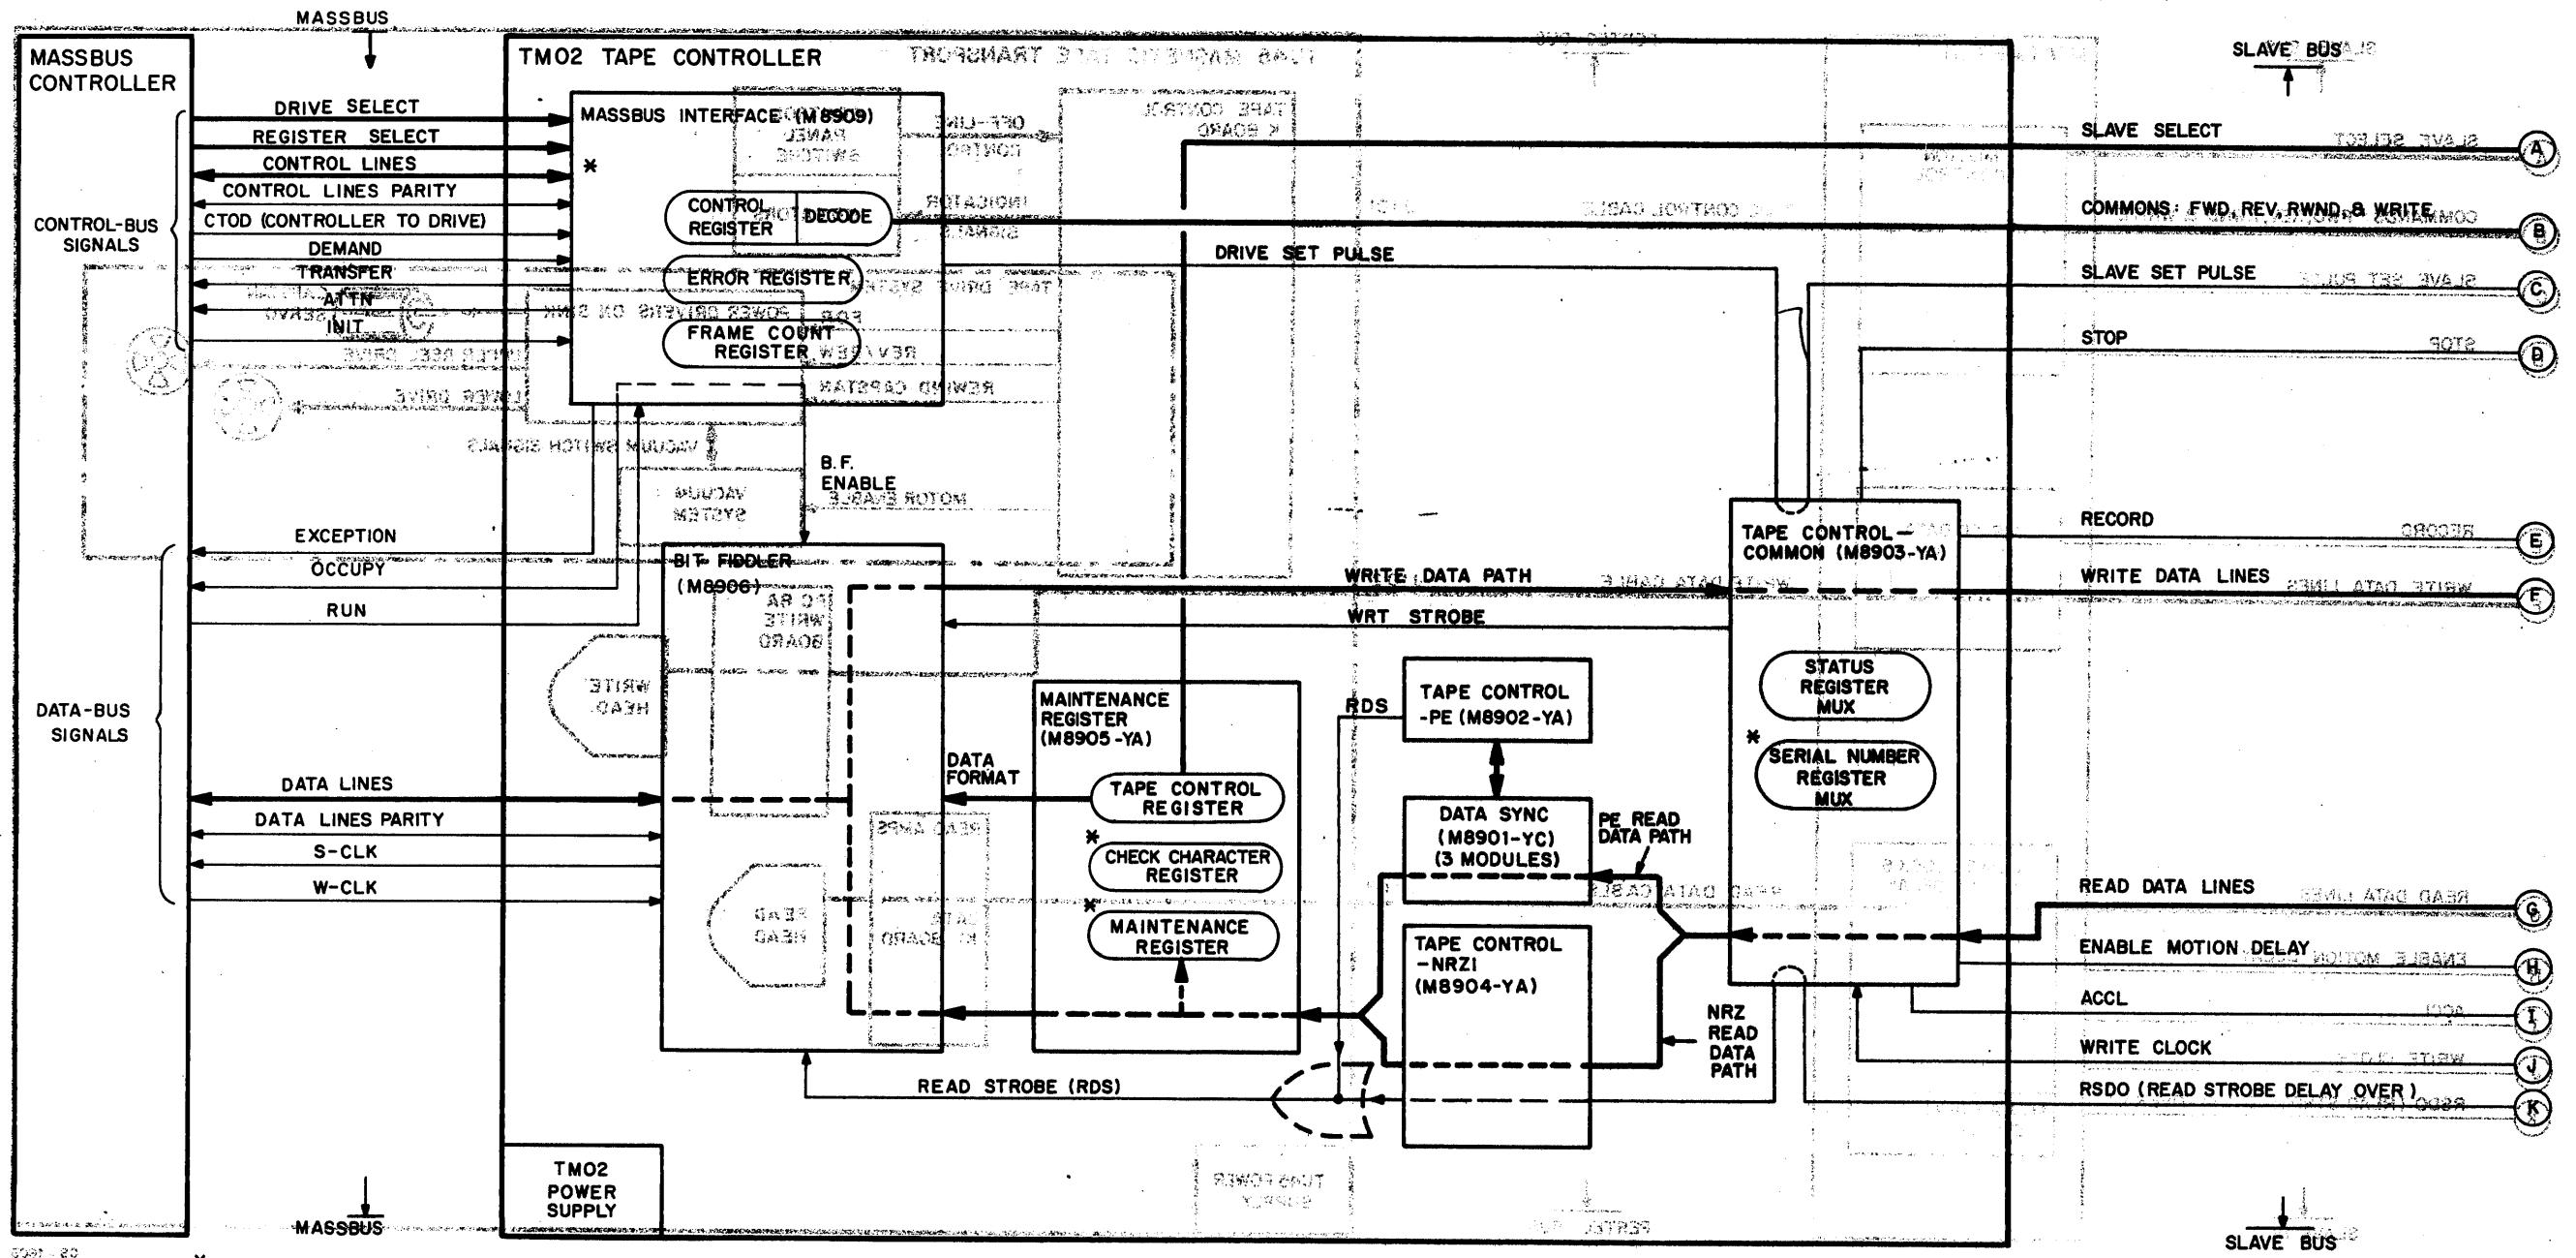 MASSBUS
MASSBUS
CONTROLLER
TM02 TAPE CONTROLLER
SLAVE BUS
CONTROL-BUS
SIGNALS
DRIVE SELECT
REGISTER SELECT
CONTROL LINES
CONTROL LINES PARITY
CTOD (CONTROLLER TO DRIVE)
DEMAND
TRANSFER
ATTN
INIT
MASSBUS INTERFACE (M8909)
*
CONTROL
REGISTER
DECODE
ERROR REGISTER
FRAME COUNT
REGISTER
DRIVE SET PULSE
SLAVE SELECT
A
COMMONS: FWD, REV, RWND, & WRITE
B
SLAVE SET PULSE
C
STOP
D
B.F.
ENABLE
EXCEPTION
OCCUPY
RUN
DATA-BUS
SIGNALS
DATA LINES
DATA LINES PARITY
S-CLK
W-CLK
BIT FIDDLER
(M8906)
WRITE DATA PATH
WRT STROBE
TAPE CONTROL-
COMMON (M8903-YA)
STATUS
REGISTER
MUX
*
SERIAL NUMBER
REGISTER
MUX
RECORD
E
WRITE DATA LINES
F
MAINTENANCE
REGISTER
(M8905-YA)
DATA
FORMAT
TAPE CONTROL
REGISTER
*
CHECK CHARACTER
REGISTER
*
MAINTENANCE
REGISTER
RDS
TAPE CONTROL
-PE (M8902-YA)
DATA SYNC
(M8901-YC)
(3 MODULES)
PE READ
DATA PATH
TAPE CONTROL
-NRZI
(M8904-YA)
NRZ
READ
DATA
PATH
READ STROBE (RDS)
READ DATA LINES
G
ENABLE MOTION DELAY
H
ACCL
I
WRITE CLOCK
J
RSDO (READ STROBE DELAY OVER)
K
TM02
POWER
SUPPLY
MASSBUS
SLAVE BUS